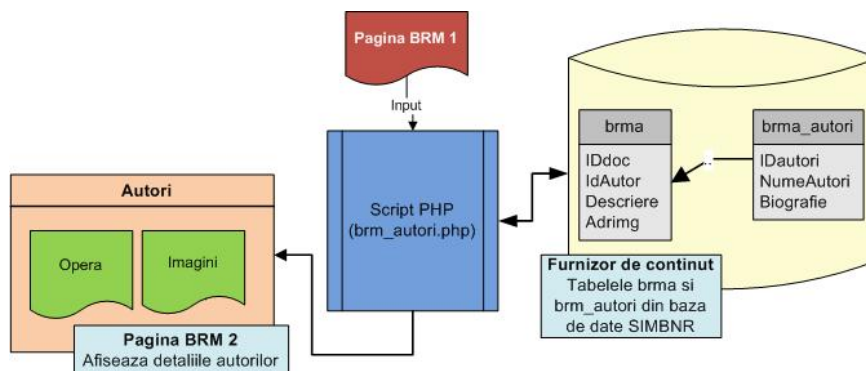 Pagina BRM 1
Input
Script PHP
(brm_autori.php)
Autori
Opera
Imagini
Pagina BRM 2
Afiseaza detaliile autorilor
brma
IDdoc
IdAutor
Descriere
Adrimg
brma_autori
IDautori
NumeAutori
Biografie
Furnizor de continut
Tabelele brma si
brm_autori din baza
de date SIMBNR